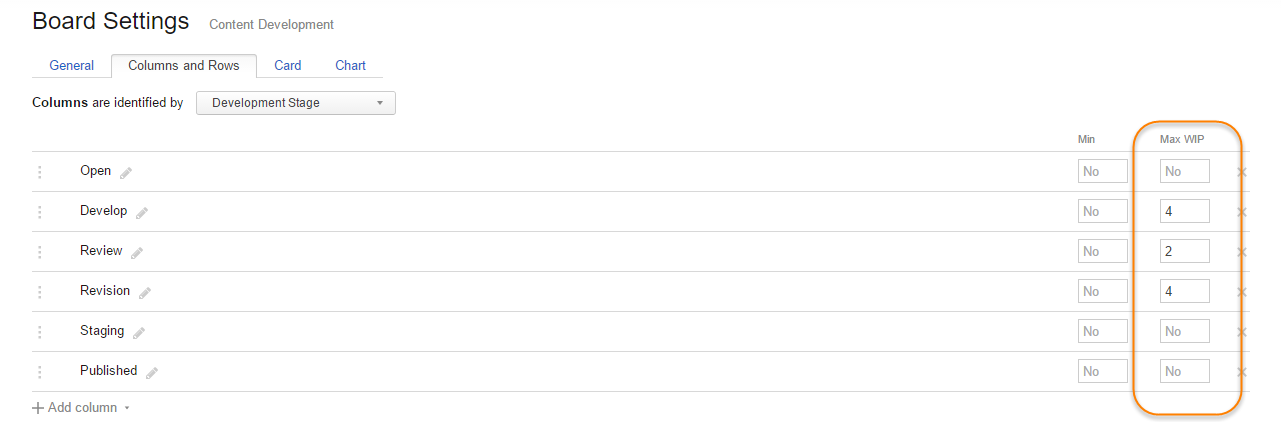 Board Settings Content Development
General Columns and Rows Card Chart
Columns are identified by Development Stage
Min Max WIP
Open No No
Develop No 4
Review No 2
Revision No 4
Staging No No
Published No No
Add column